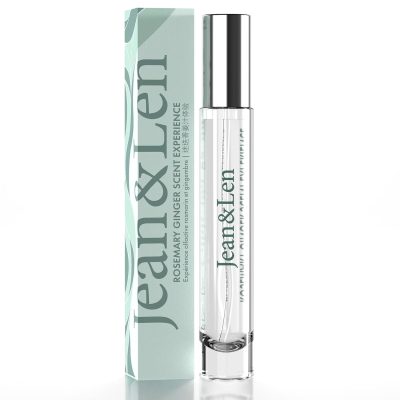 Jean&Len
ROSEMARY GINGER SCENT EXPERIENCE
Expérience olfactive romarin et gingembre |
Jean&Len